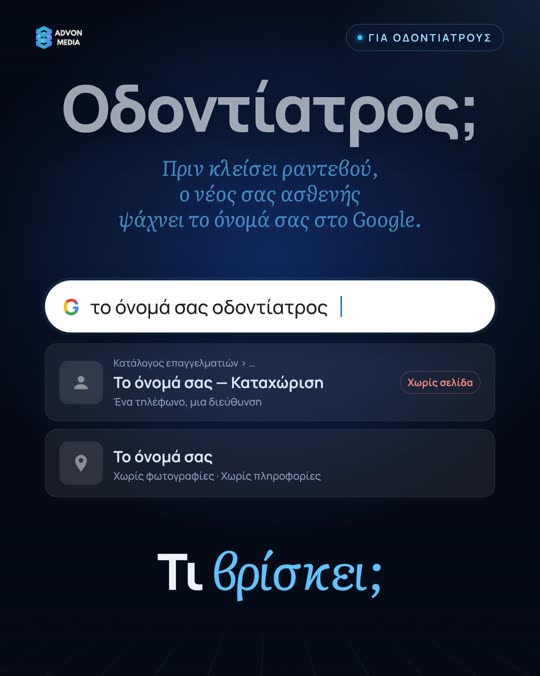 ADVON
MEDIA
ΓΙΑ ΟΔΟΝΤΙΑΤΡΟΥΣ
Οδοντίατρος;
Πριν κλείσει ραντεβού,
ο νέος σας ασθενής
ψάχνει το όνομά σας στο Google.
G το όνομά σας οδοντίατρος
Κατάλογος επαγγελματιών › ...
Το όνομά σας — Καταχώριση
Χωρίς σελίδα
Ένα τηλέφωνο, μια διεύθυνση
Το όνομά σας
Χωρίς φωτογραφίες · Χωρίς πληροφορίες
Τι βρίσκει;